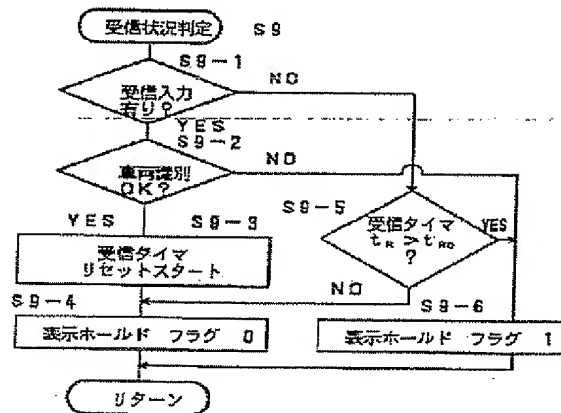 受信状況判定 S9
S9-1
NO
受信入力
有り?
YES
S9-2
NO
車両識別
OK?
YES
S9-3
S9-5
受信タイマ
tR > tR0
?
YES
受信タイマ
リセットスタート
NO
S9-4
S9-6
表示ホールド フラグ 0
表示ホールド フラグ 1
リターン